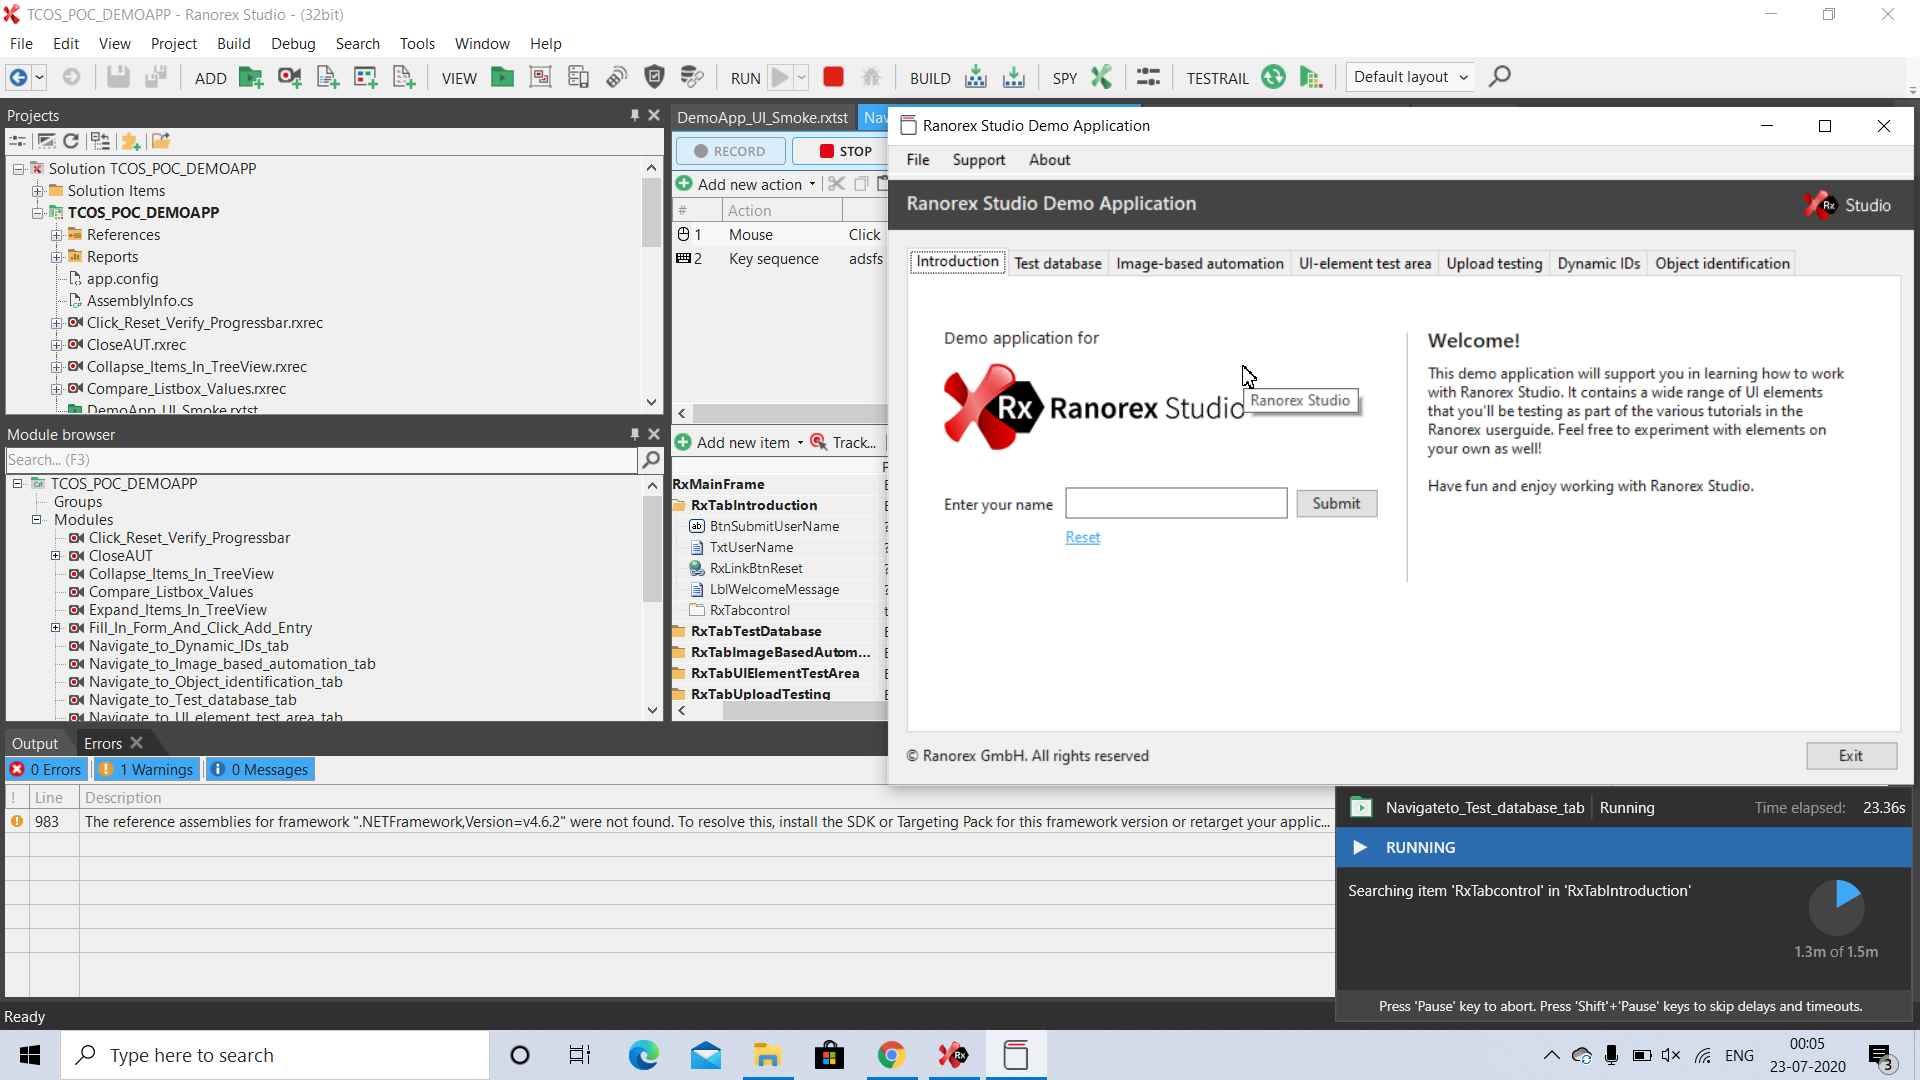 TCOS_POC_DEMOAPP - Ranorex Studio - (32bit)
File Edit View Project Build Debug Search Tools Window Help
ADD VIEW RUN BUILD SPY TESTRAIL Default layout
Projects
Solution TCOS_POC_DEMOAPP
Solution Items
TCOS_POC_DEMOAPP
References
Reports
app.config
AssemblyInfo.cs
Click_Reset_Verify_Progressbar.rxrec
CloseAUT.rxrec
Collapse_Items_In_TreeView.rxrec
Compare_Listbox_Values.rxrec
DemoApp_UI_Smoke.rxtst
Module browser
Search... (F3)
TCOS_POC_DEMOAPP
Groups
Modules
Click_Reset_Verify_Progressbar
CloseAUT
Collapse_Items_In_TreeView
Compare_Listbox_Values
Expand_Items_In_TreeView
Fill_In_Form_And_Click_Add_Entry
Navigate_to_Dynamic_IDs_tab
Navigate_to_Image_based_automation_tab
Navigate_to_Object_identification_tab
Navigate_to_Test_database_tab
Navigate_to_UI_element_test_area_tab
DemoApp_UI_Smoke.rxtst Nav
RECORD STOP
Add new action
# Action
1 Mouse Click
2 Key sequence adsfs
Add new item Track...
RxMainFrame
RxTabIntroduction
BtnSubmitUserName
TxtUserName
RxLinkBtnReset
LblWelcomeMessage
RxTabcontrol
RxTabTestDatabase
RxTabImageBasedAutom...
RxTabUIElementTestArea
RxTabUploadTesting
Ranorex Studio Demo Application
File Support About
Ranorex Studio Demo Application
Rx Studio
Introduction Test database Image-based automation UI-element test area Upload testing Dynamic IDs Object identification
Demo application for
Rx Ranorex Studio
Ranorex Studio
Enter your name Submit
Reset
Welcome!
This demo application will support you in learning how to work
with Ranorex Studio. It contains a wide range of UI elements
that you'll be testing as part of the various tutorials in the
Ranorex userguide. Feel free to experiment with elements on
your own as well!
Have fun and enjoy working with Ranorex Studio.
© Ranorex GmbH. All rights reserved Exit
Output Errors
0 Errors 1 Warnings 0 Messages
! Line Description
983 The reference assemblies for framework ".NETFramework,Version=v4.6.2" were not found. To resolve this, install the SDK or Targeting Pack for this framework version or retarget your applic...
Navigateto_Test_database_tab Running Time elapsed: 23.36s
RUNNING
Searching item 'RxTabcontrol' in 'RxTabIntroduction'
1.3m of 1.5m
Press 'Pause' key to abort. Press 'Shift'+'Pause' keys to skip delays and timeouts.
Ready
Type here to search
ENG
00:05
23-07-2020
3